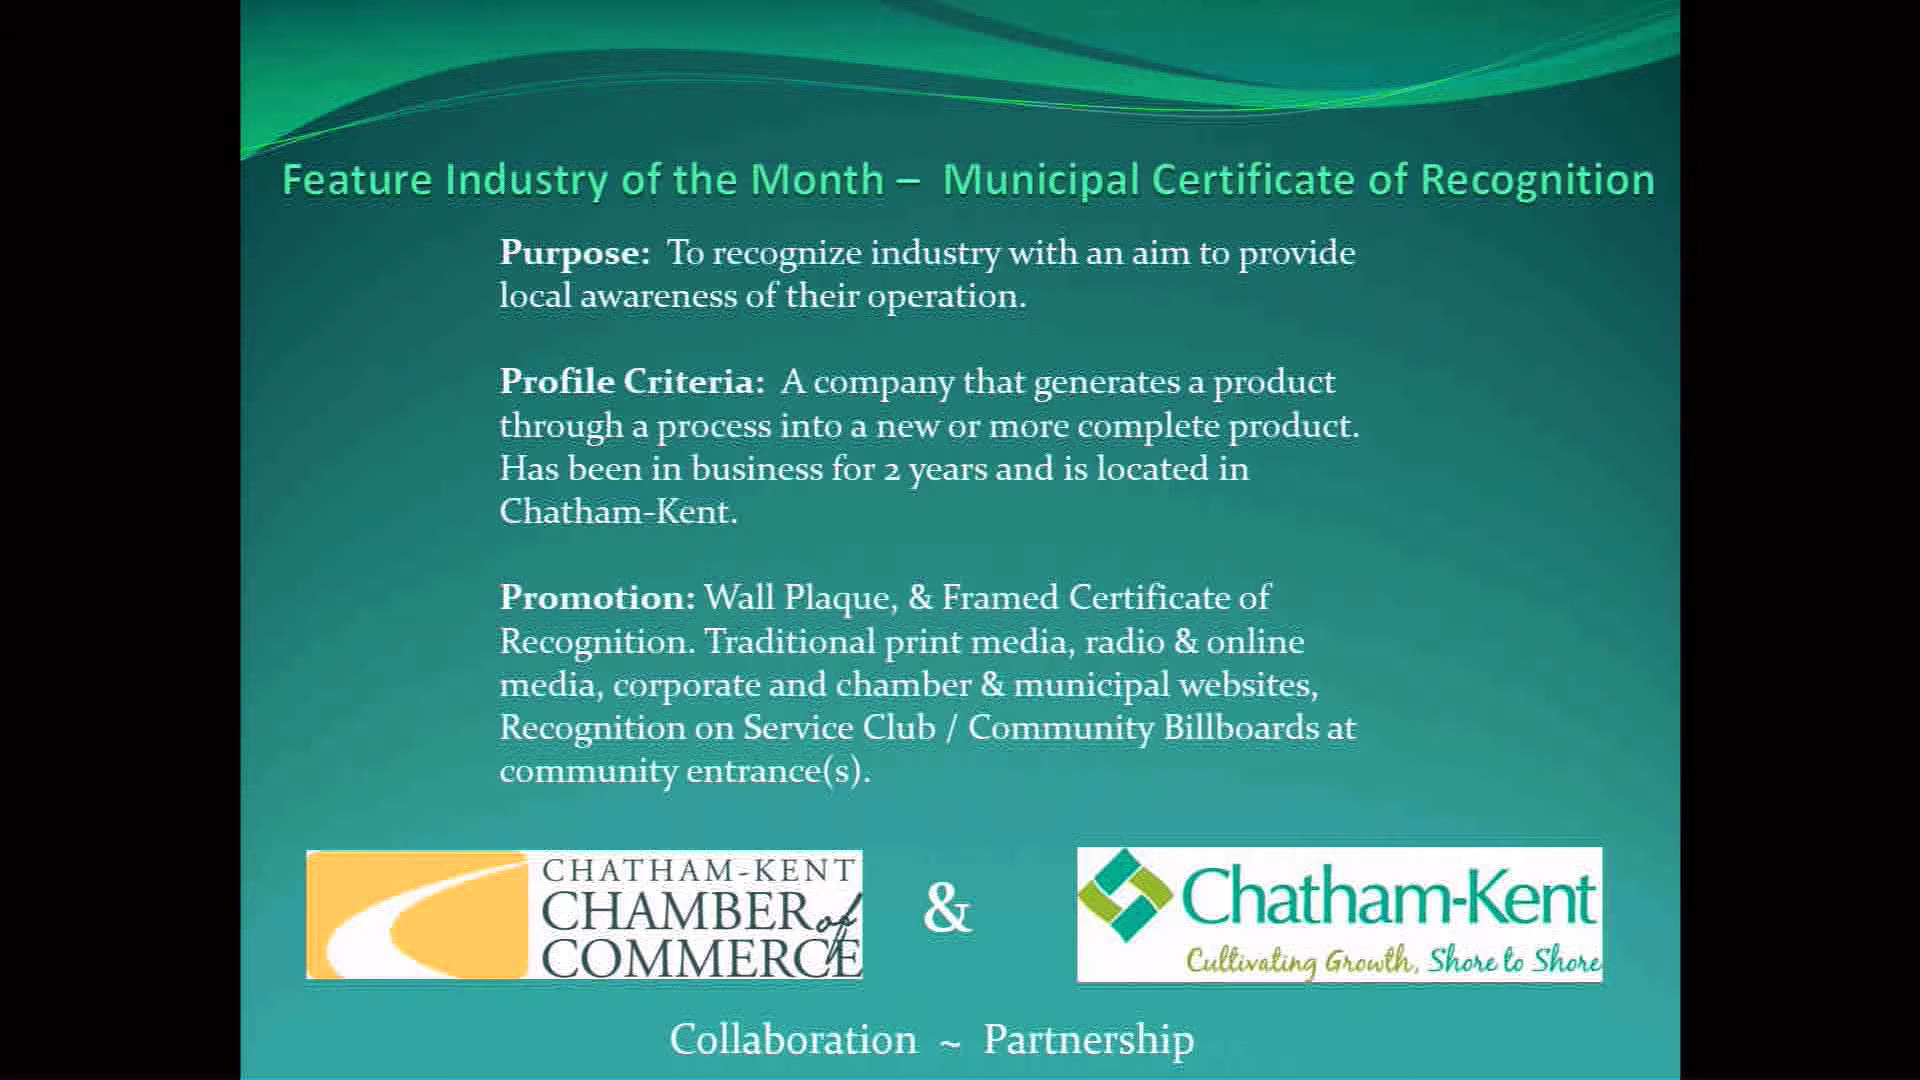 Feature Industry of the Month – Municipal Certificate of Recognition
Purpose: To recognize industry with an aim to provide
local awareness of their operation.
Profile Criteria: A company that generates a product
through a process into a new or more complete product.
Has been in business for 2 years and is located in
Chatham-Kent.
Promotion: Wall Plaque, & Framed Certificate of
Recognition. Traditional print media, radio & online
media, corporate and chamber & municipal websites,
Recognition on Service Club / Community Billboards at
community entrance(s).
CHATHAM-KENT
CHAMBER of
COMMERCE
&
Chatham-Kent
Cultivating Growth, Shore to Shore
Collaboration ~ Partnership